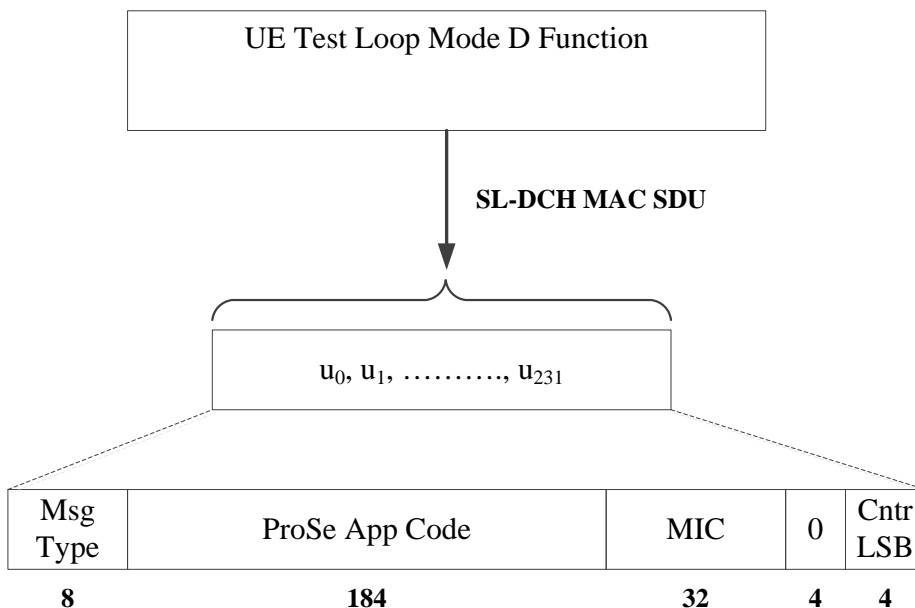 UE Test Loop Mode D Function
SL-DCH MAC SDU
u0, u1, ………., u231
Msg Type
ProSe App Code
MIC
0
Cntr LSB
8
184
32
4
4